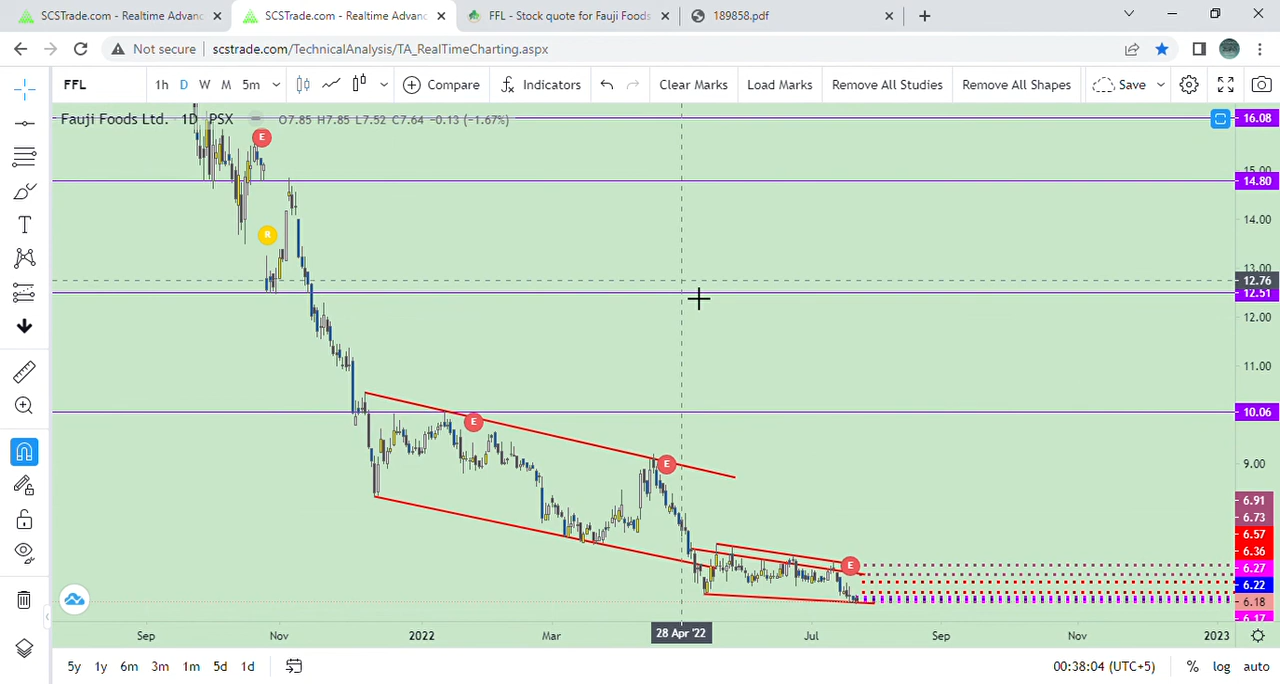 SCSTrade.com - Realtime Advanc
SCSTrade.com - Realtime Advanc
FFL - Stock quote for Fauji Foods
189858.pdf
Not secure
scstrade.com/TechnicalAnalysis/TA_RealTimeCharting.aspx
FFL
1h D W M 5m
Compare
Indicators
Clear Marks
Load Marks
Remove All Studies
Remove All Shapes
Save
Fauji Foods Ltd. 1D PSX
O7.85 H7.85 L7.52 C7.64 −0.13 (−1.67%)
16.08
E
15.00
14.80
14.00
R
13.00
12.76
12.51
12.00
11.00
10.06
E
E
9.00
6.91
6.73
6.57
6.36
E
6.27
6.22
6.18
6.17
Sep
Nov
2022
Mar
28 Apr '22
Jul
Sep
Nov
2023
5y 1y 6m 3m 1m 5d 1d
00:38:04 (UTC+5)
% log auto